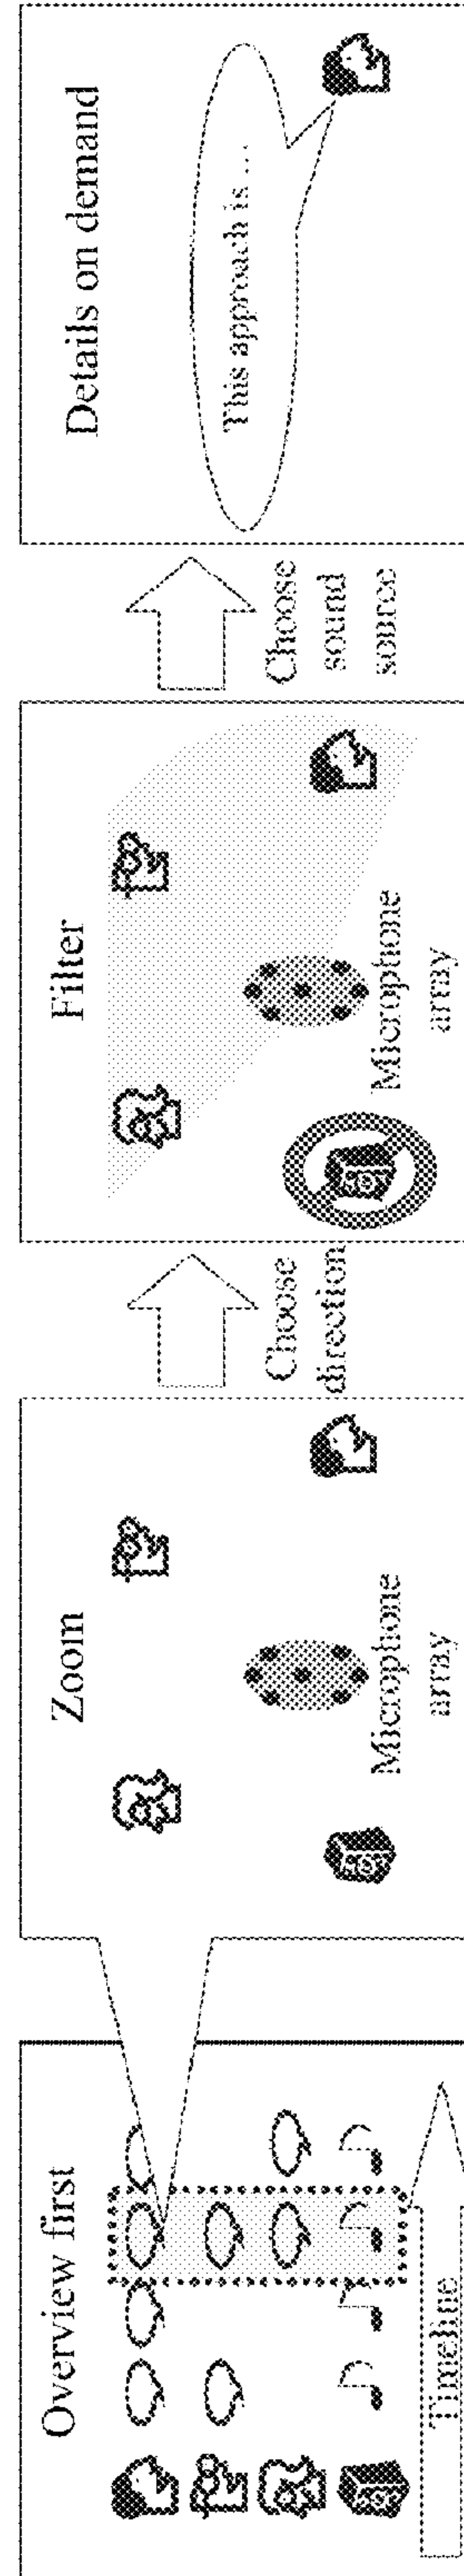 Overview first
Timeline
Zoom
Microphone
array
Choose
direction
Filter
Microphone
array
Choose
sound
source
Details on demand
This approach is ...